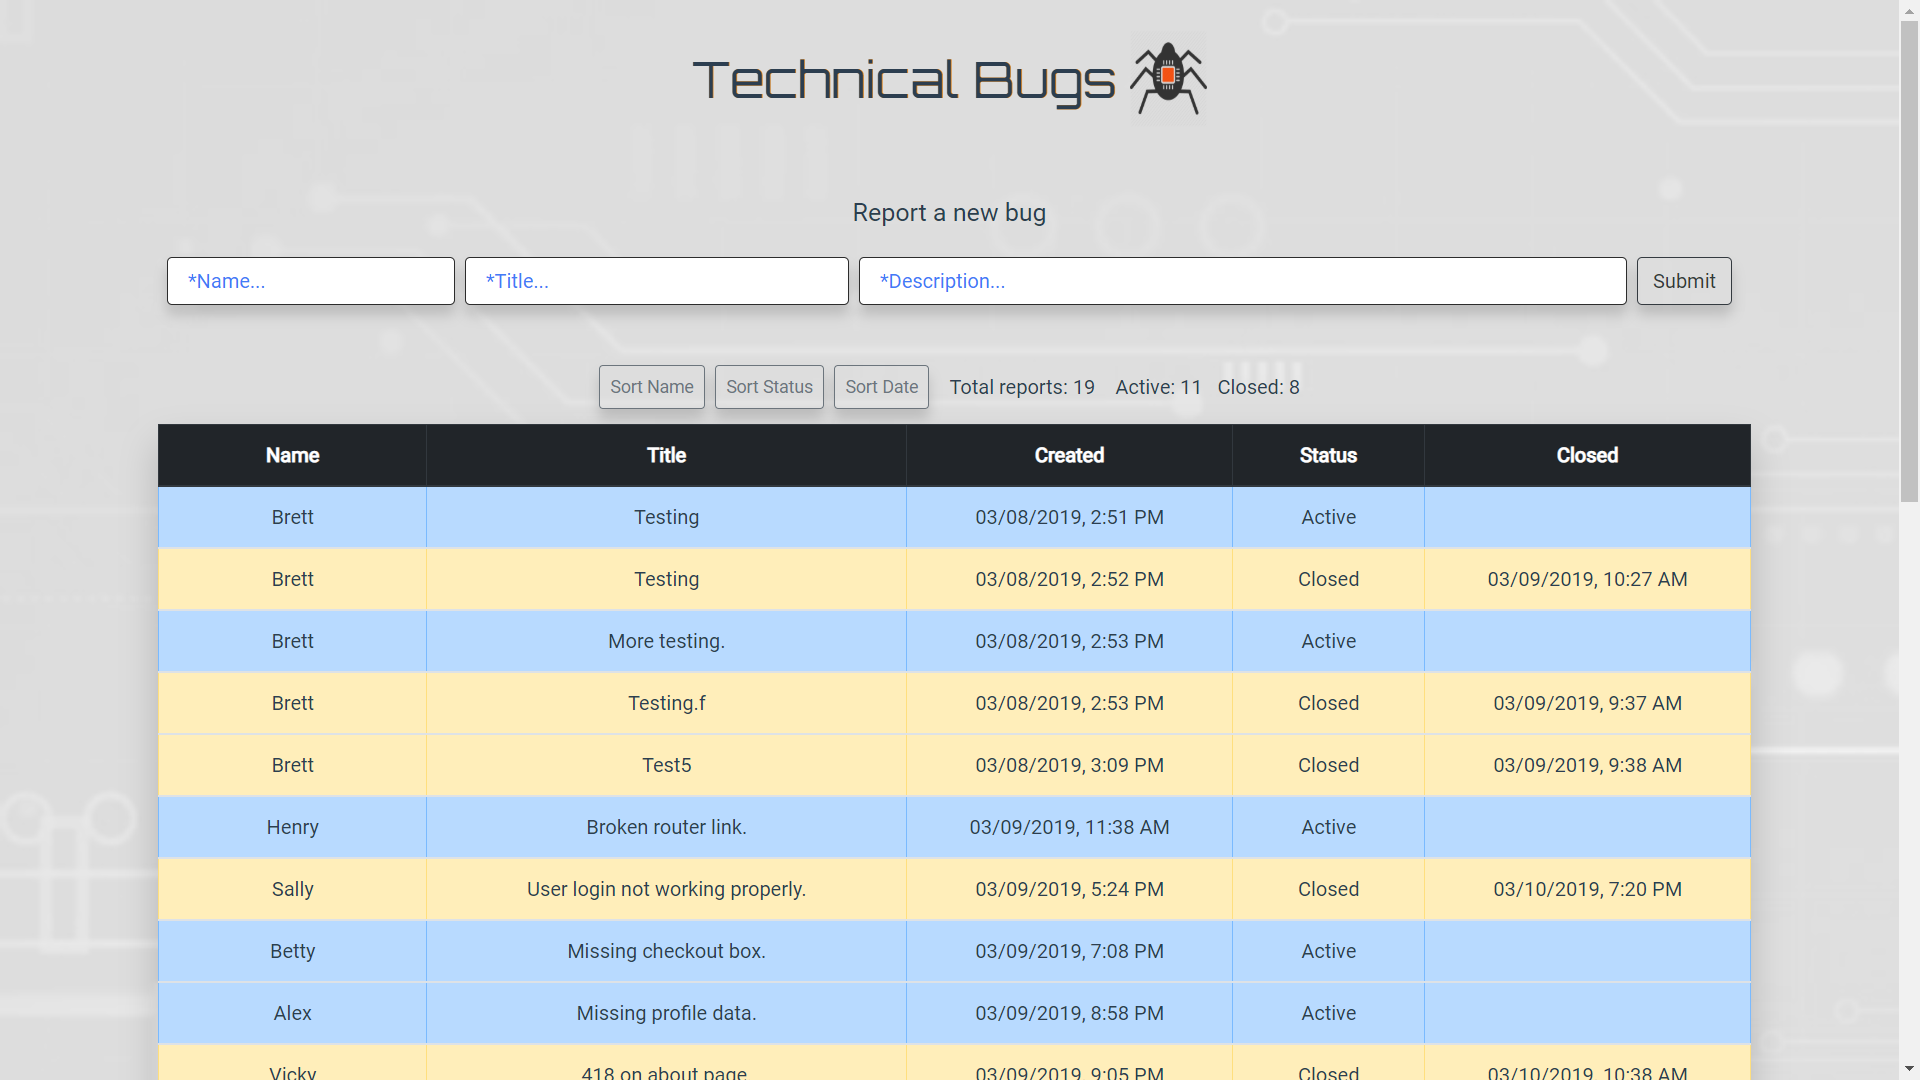 Technical Bugs
Report a new bug
*Name... *Title... *Description... Submit
Sort Name Sort Status Sort Date Total reports: 19 Active: 11 Closed: 8
Name Title Created Status Closed
Brett Testing 03/08/2019, 2:51 PM Active
Brett Testing 03/08/2019, 2:52 PM Closed 03/09/2019, 10:27 AM
Brett More testing. 03/08/2019, 2:53 PM Active
Brett Testing.f 03/08/2019, 2:53 PM Closed 03/09/2019, 9:37 AM
Brett Test5 03/08/2019, 3:09 PM Closed 03/09/2019, 9:38 AM
Henry Broken router link. 03/09/2019, 11:38 AM Active
Sally User login not working properly. 03/09/2019, 5:24 PM Closed 03/10/2019, 7:20 PM
Betty Missing checkout box. 03/09/2019, 7:08 PM Active
Alex Missing profile data. 03/09/2019, 8:58 PM Active
Vicky 418 on about page 03/09/2019, 9:05 PM Closed 03/10/2019, 10:38 AM